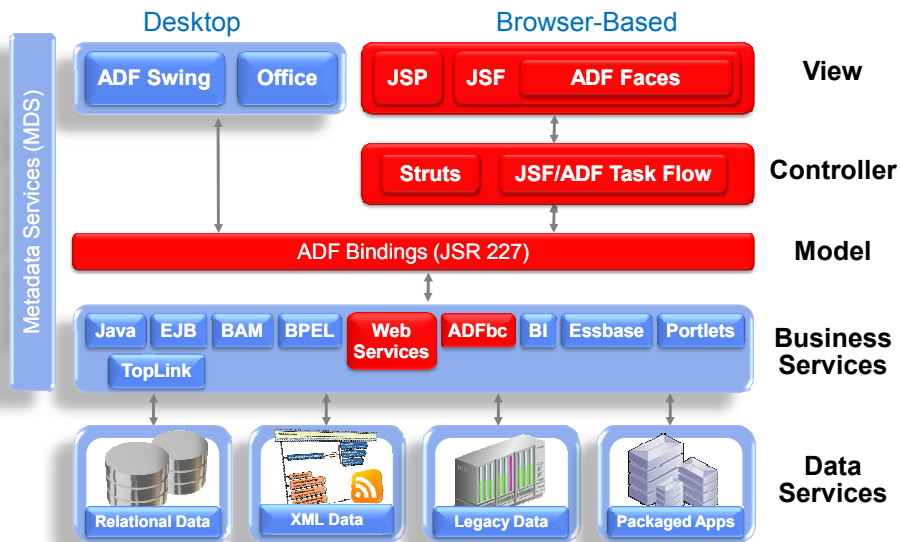 Desktop
Browser-Based
Metadata Services (MDS)
ADF Swing
Office
JSP
JSF
ADF Faces
View
Struts
JSF/ADF Task Flow
Controller
ADF Bindings (JSR 227)
Model
Java
EJB
BAM
BPEL
Web
Services
ADFbc
BI
Essbase
Portlets
TopLink
Business
Services
Relational Data
XML Data
Legacy Data
Packaged Apps
Data
Services